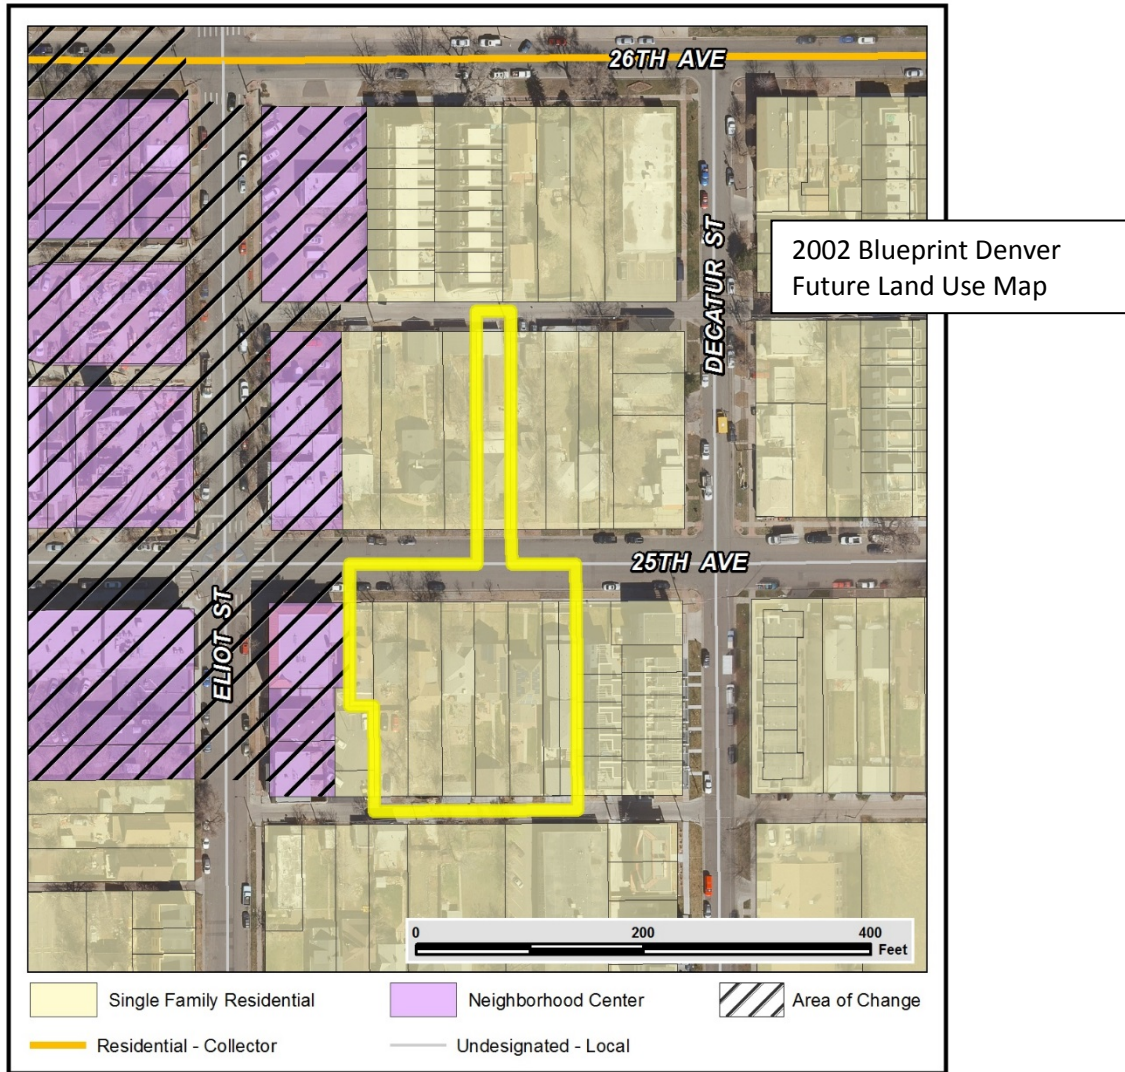 26TH AVE
DECATUR ST
2002 Blueprint Denver
Future Land Use Map
25TH AVE
ELIOT ST
0 200 400
Feet
Single Family Residential
Neighborhood Center
Area of Change
Residential - Collector
Undesignated - Local